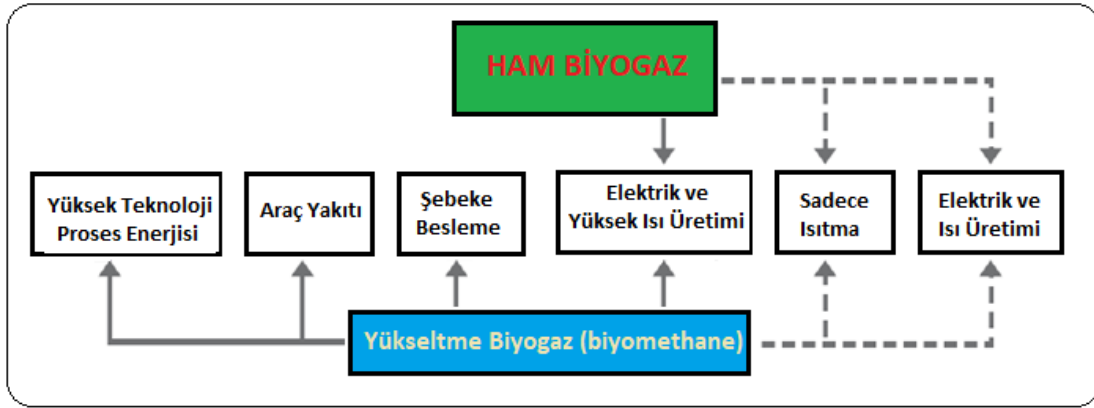 HAM BİYOGAZ
Yüksek Teknoloji
Proses Enerjisi
Araç Yakıtı
Şebeke
Besleme
Elektrik ve
Yüksek Isı Üretimi
Sadece
Isıtma
Elektrik ve
Isı Üretimi
Yükseltme Biyogaz (biyomethane)